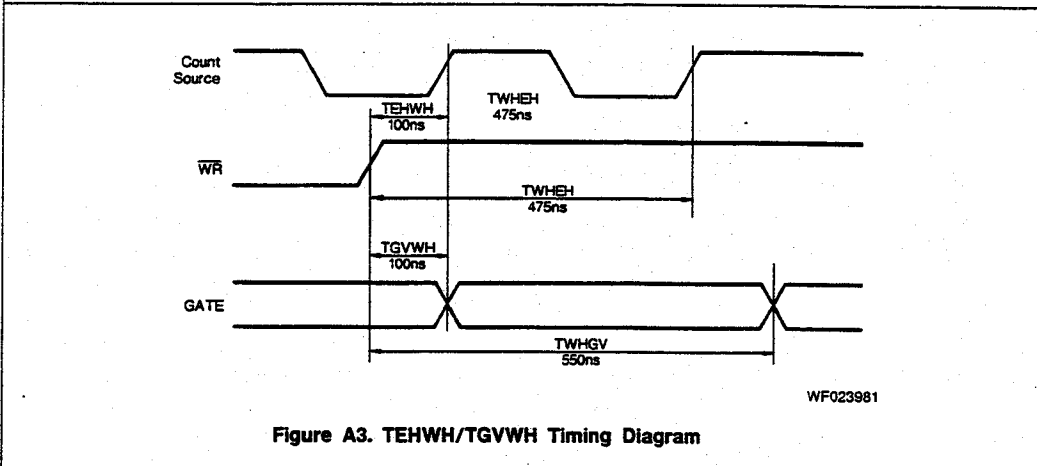 Count
Source
TEHWH
100ns
TWHEH
475ns
WR
TWHEH
475ns
TGVWH
100ns
GATE
TWHGV
550ns
WF023981
Figure A3. TEHWH/TGVWH Timing Diagram